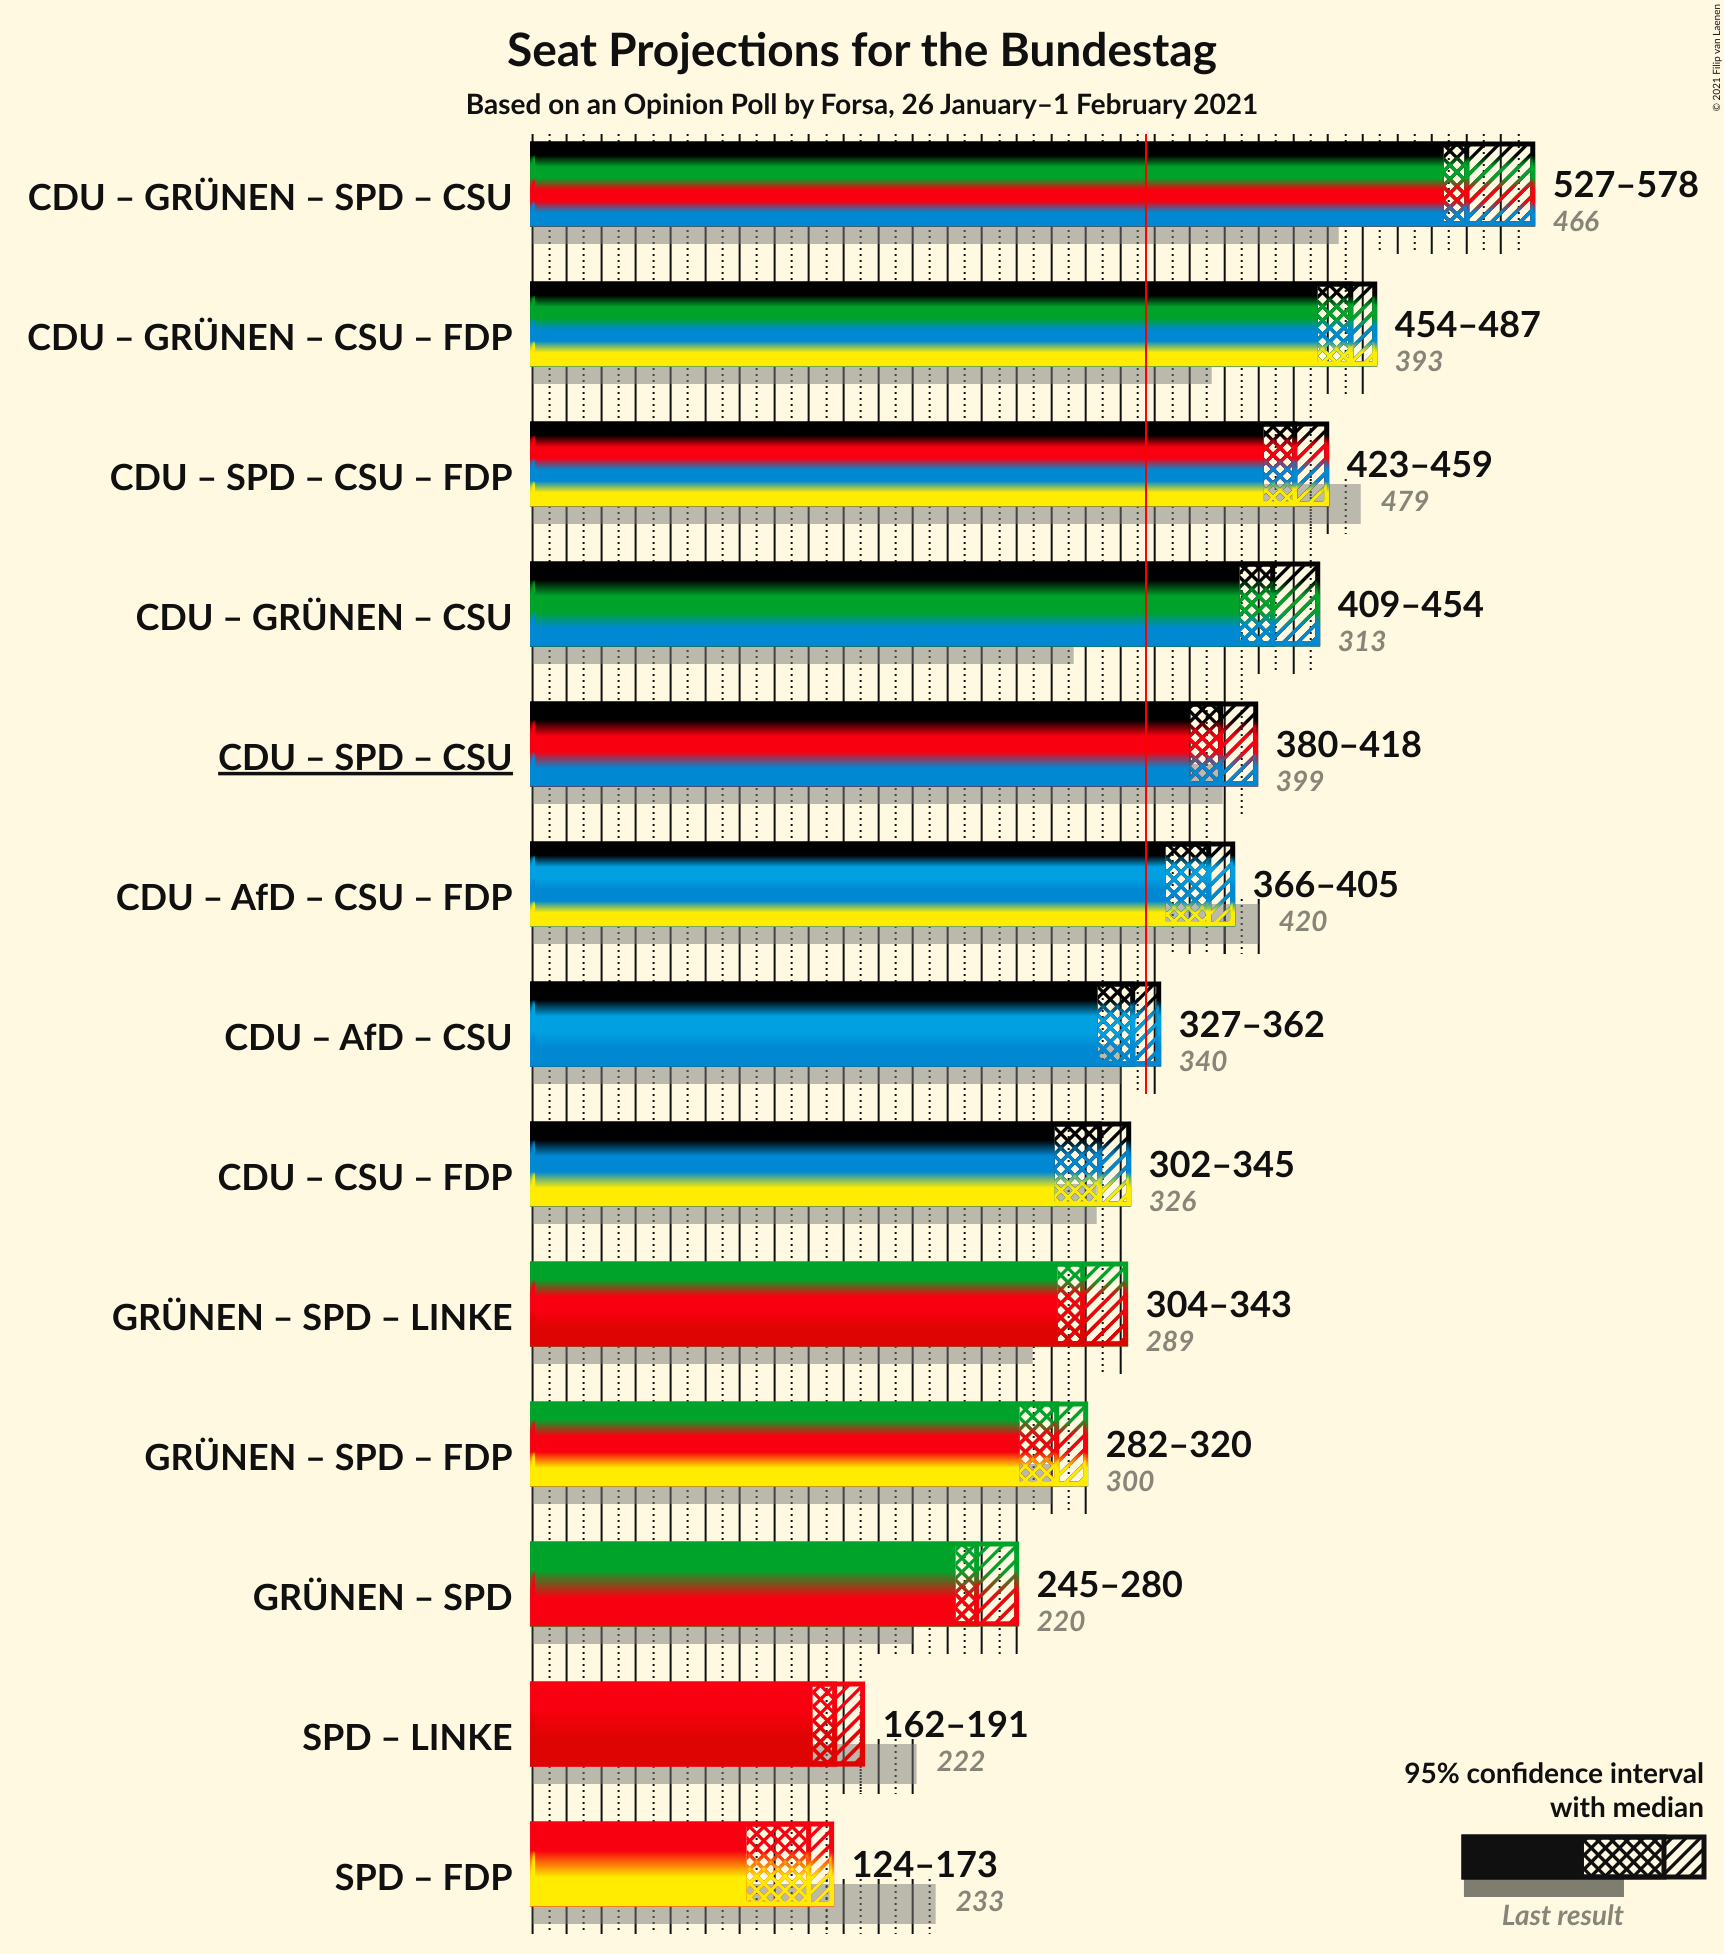 Seat Projections for the Bundestag
Based on an Opinion Poll by Forsa, 26 January–1 February 2021
© 2021 Filip van Laenen
CDU – GRÜNEN – SPD – CSU
527–578
466
CDU – GRÜNEN – CSU – FDP
454–487
393
CDU – SPD – CSU – FDP
423–459
479
CDU – GRÜNEN – CSU
409–454
313
CDU – SPD – CSU
380–418
399
CDU – AfD – CSU – FDP
366–405
420
CDU – AfD – CSU
327–362
340
CDU – CSU – FDP
302–345
326
GRÜNEN – SPD – LINKE
304–343
289
GRÜNEN – SPD – FDP
282–320
300
GRÜNEN – SPD
245–280
220
SPD – LINKE
162–191
222
SPD – FDP
124–173
233
95% confidence interval
with median
Last result